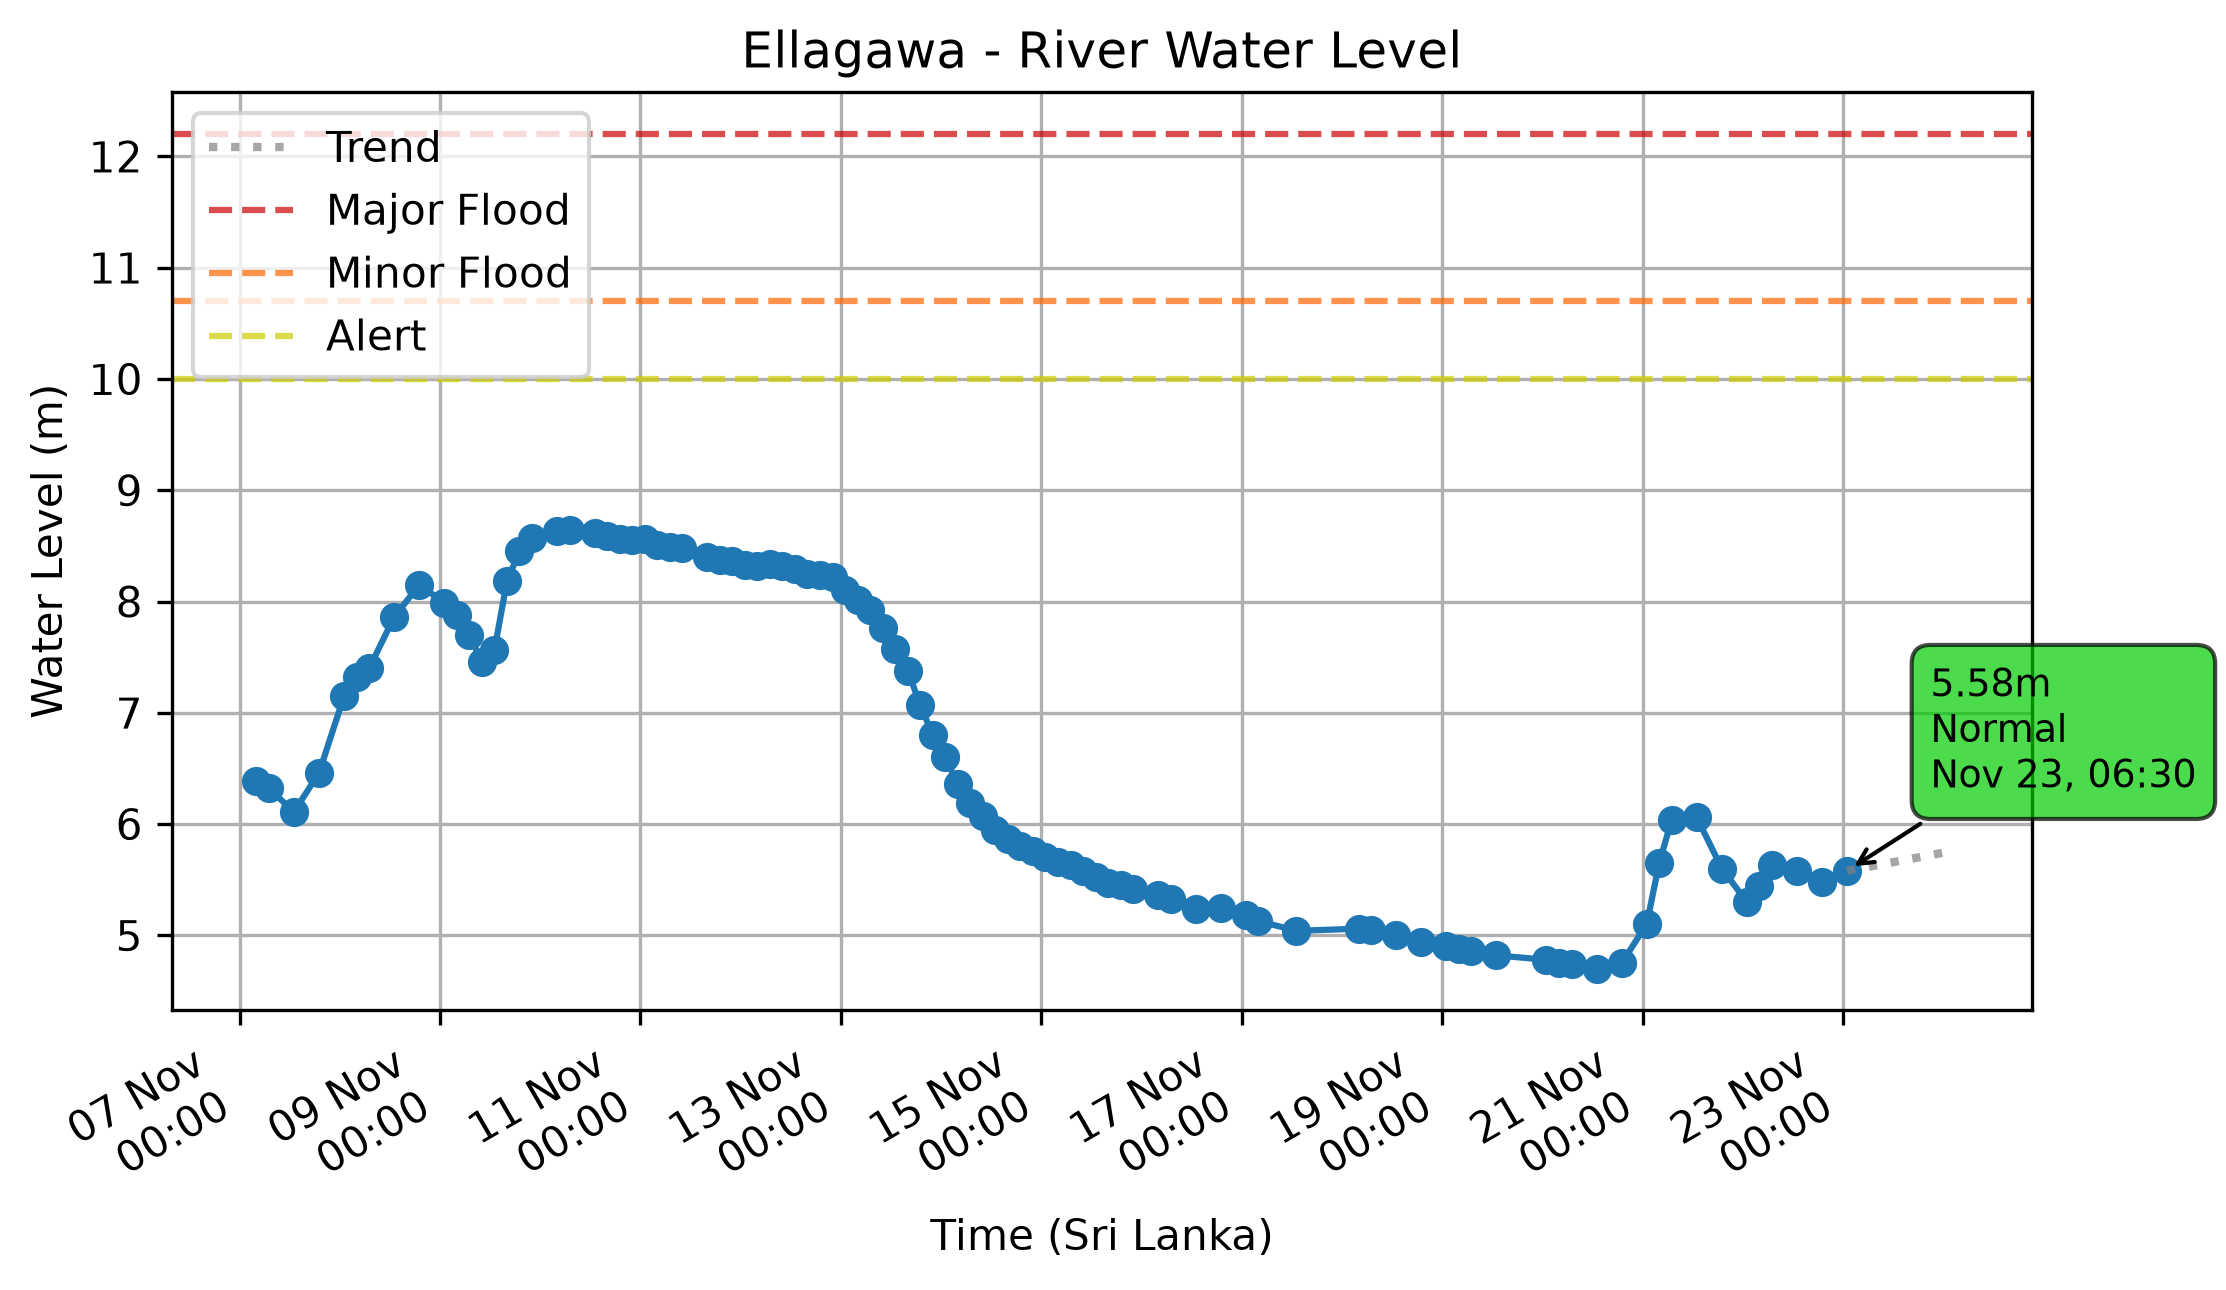 Ellagawa - River Water Level
Trend
Major Flood
Minor Flood
Alert
Water Level (m)
12
11
10
9
8
7
6
5
5.58m
Normal
Nov 23, 06:30
07 Nov
00:00
09 Nov
00:00
11 Nov
00:00
13 Nov
00:00
15 Nov
00:00
17 Nov
00:00
19 Nov
00:00
21 Nov
00:00
23 Nov
00:00
Time (Sri Lanka)